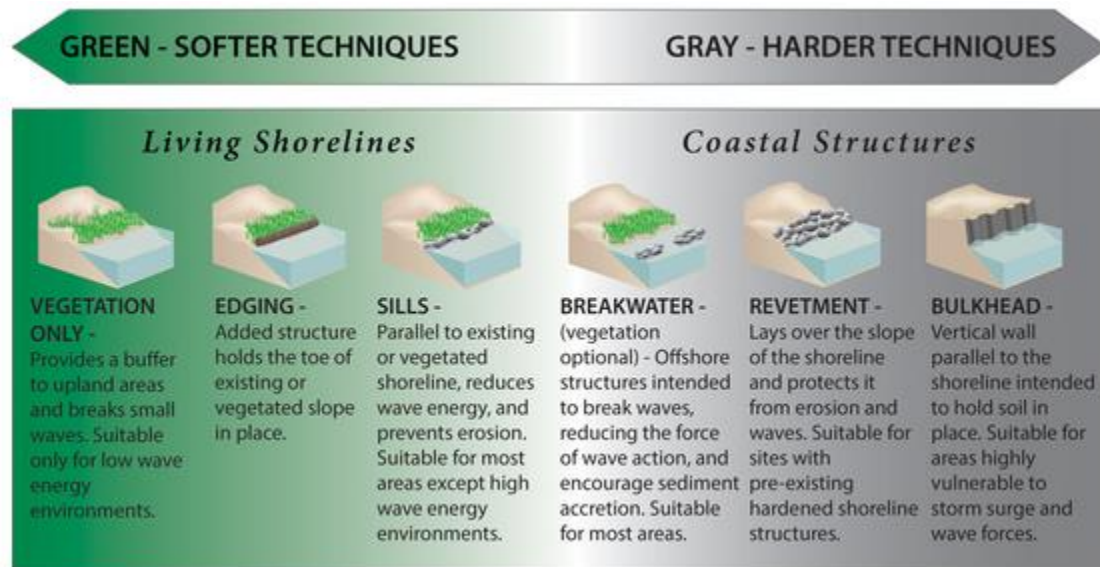 GREEN - SOFTER TECHNIQUES
GRAY - HARDER TECHNIQUES
Living Shorelines
Coastal Structures
VEGETATION
ONLY -
Provides a buffer
to upland areas
and breaks small
waves. Suitable
only for low wave
energy
environments.
EDGING -
Added structure
holds the toe of
existing or
vegetated slope
in place.
SILLS -
Parallel to existing
or vegetated
shoreline, reduces
wave energy, and
prevents erosion.
Suitable for most
areas except high
wave energy
environments.
BREAKWATER -
(vegetation
optional) - Offshore
structures intended
to break waves,
reducing the force
of wave action, and
encourage sediment
accretion. Suitable
for most areas.
REVETMENT -
Lays over the slope
of the shoreline
and protects it
from erosion and
waves. Suitable for
sites with
pre-existing
hardened shoreline
structures.
BULKHEAD -
Vertical wall
parallel to the
shoreline intended
to hold soil in
place. Suitable for
areas highly
vulnerable to
storm surge and
wave forces.